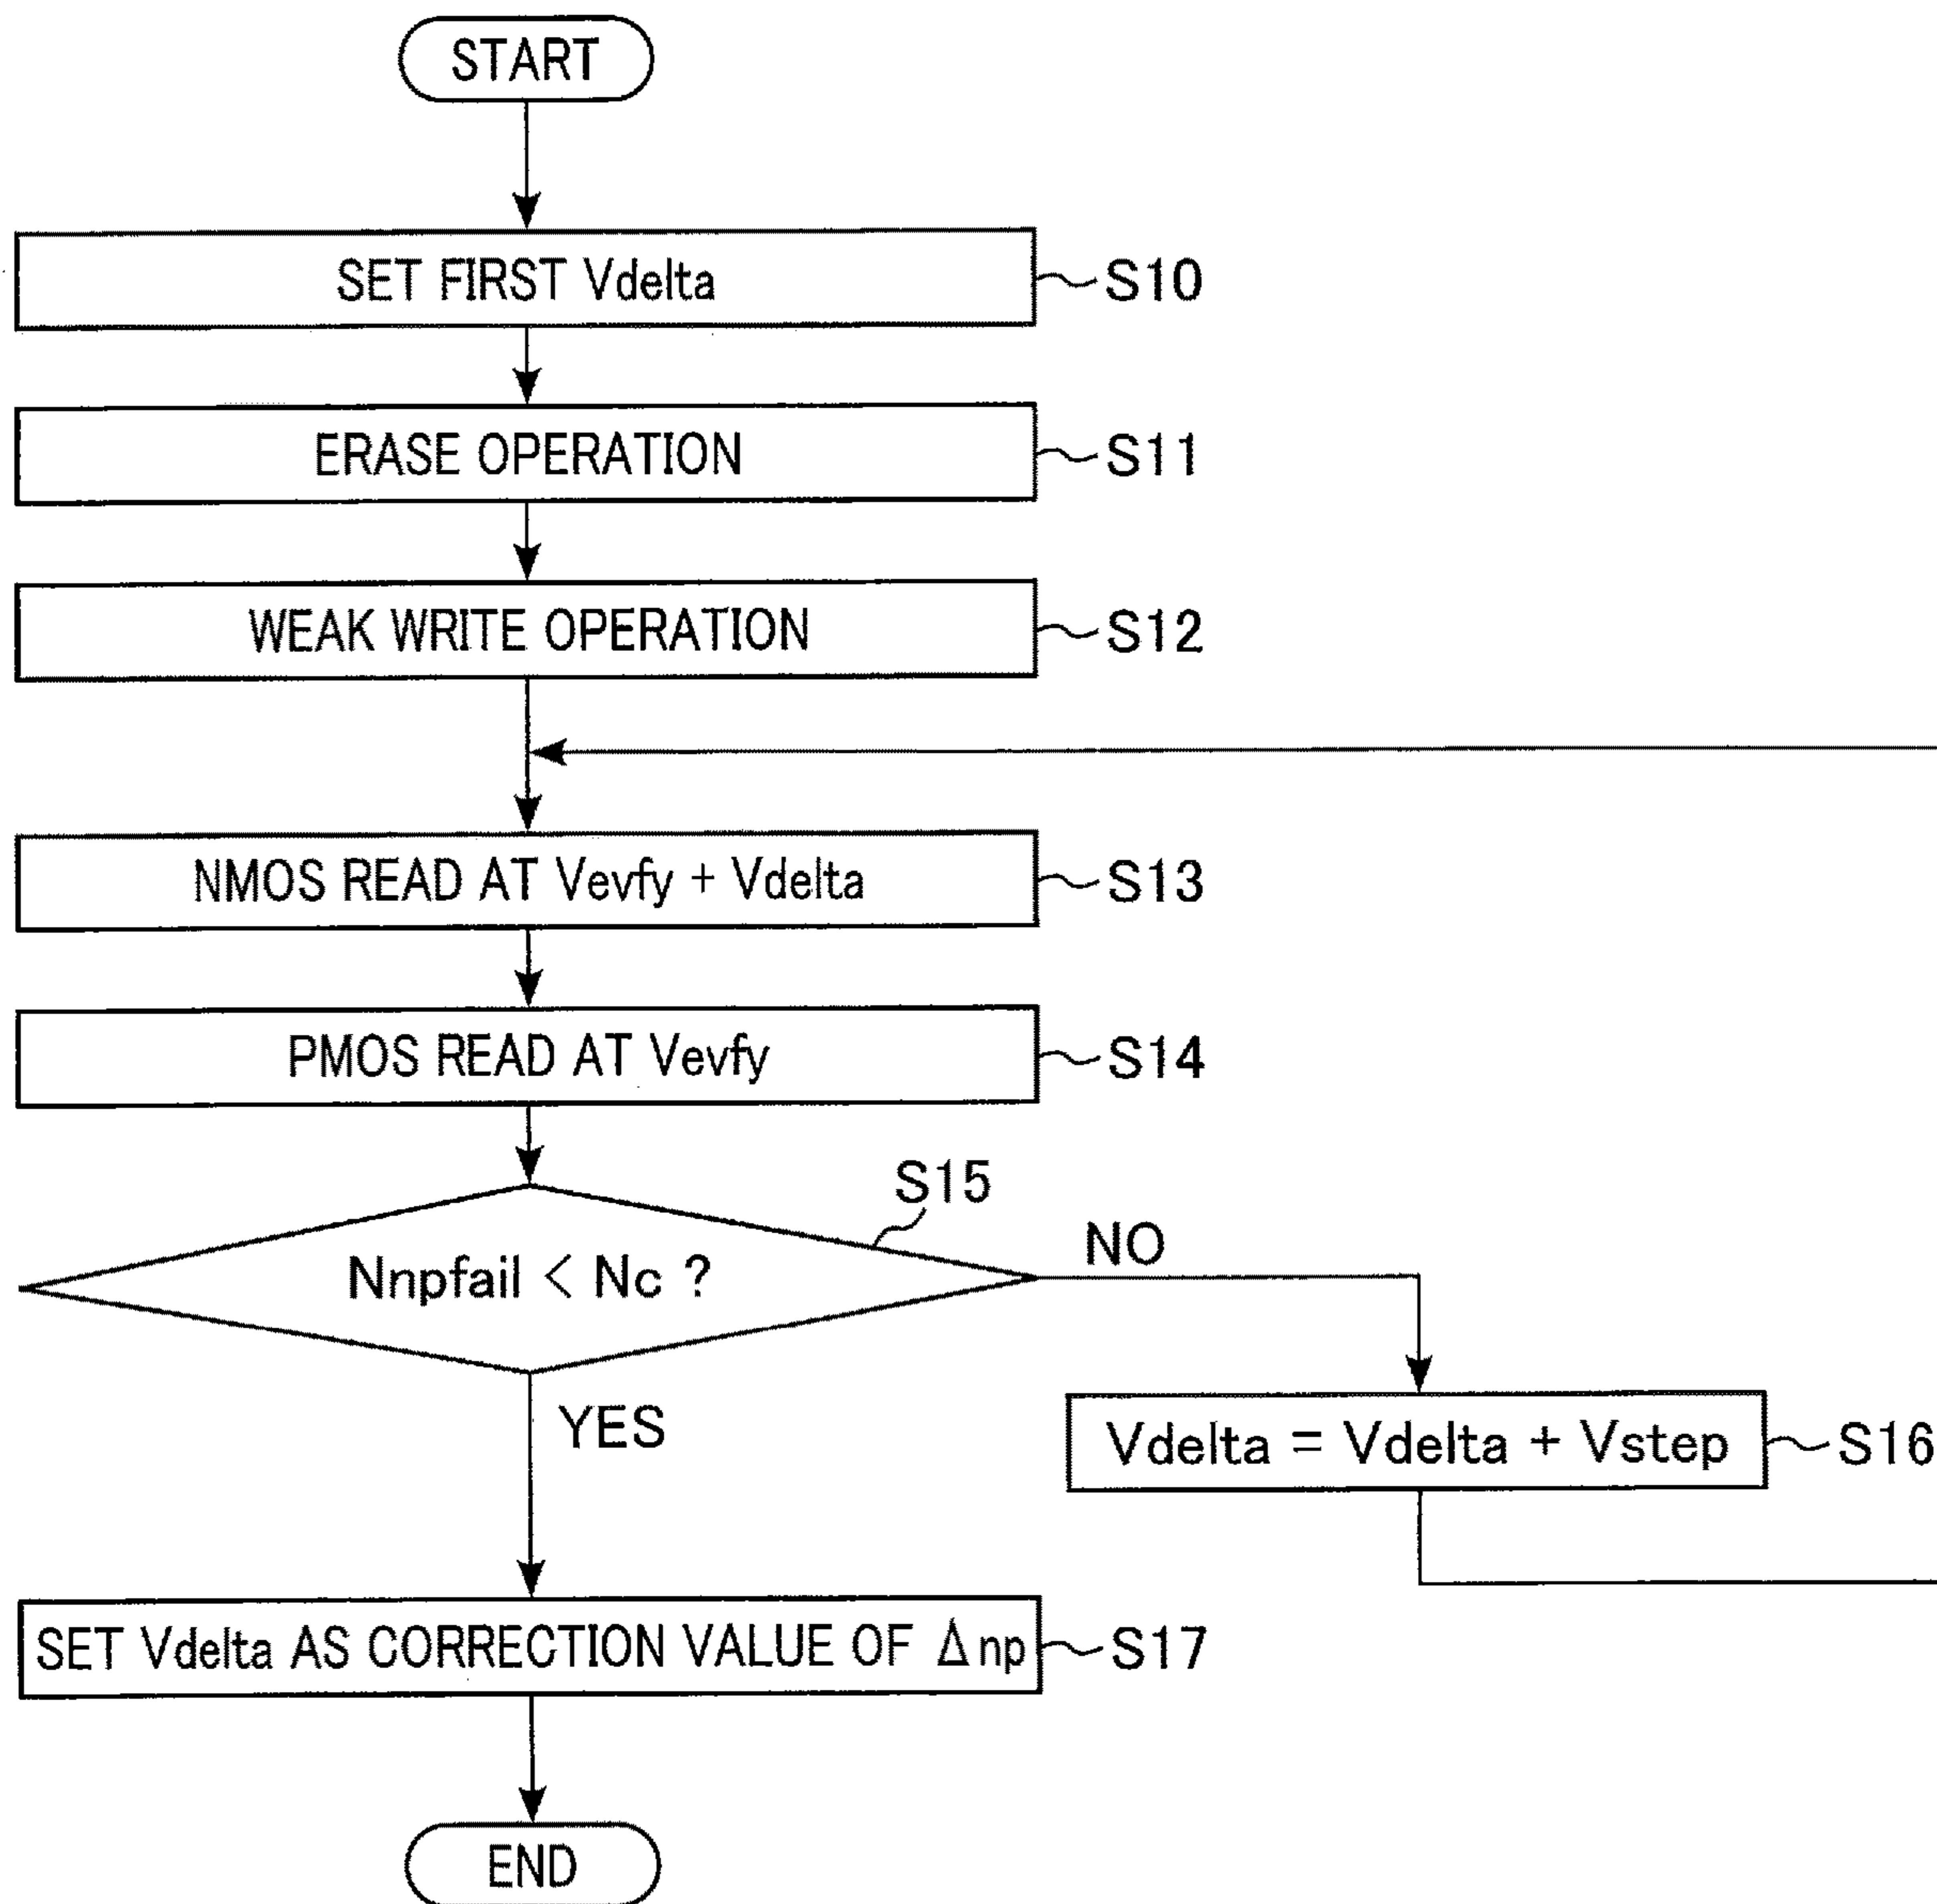 START
SET FIRST Vdelta
S10
ERASE OPERATION
S11
WEAK WRITE OPERATION
S12
NMOS READ AT Vevfy + Vdelta
S13
PMOS READ AT Vevfy
S14
S15
Nnpfail < Nc ?
NO
YES
Vdelta = Vdelta + Vstep
S16
SET Vdelta AS CORRECTION VALUE OF Δnp
S17
END